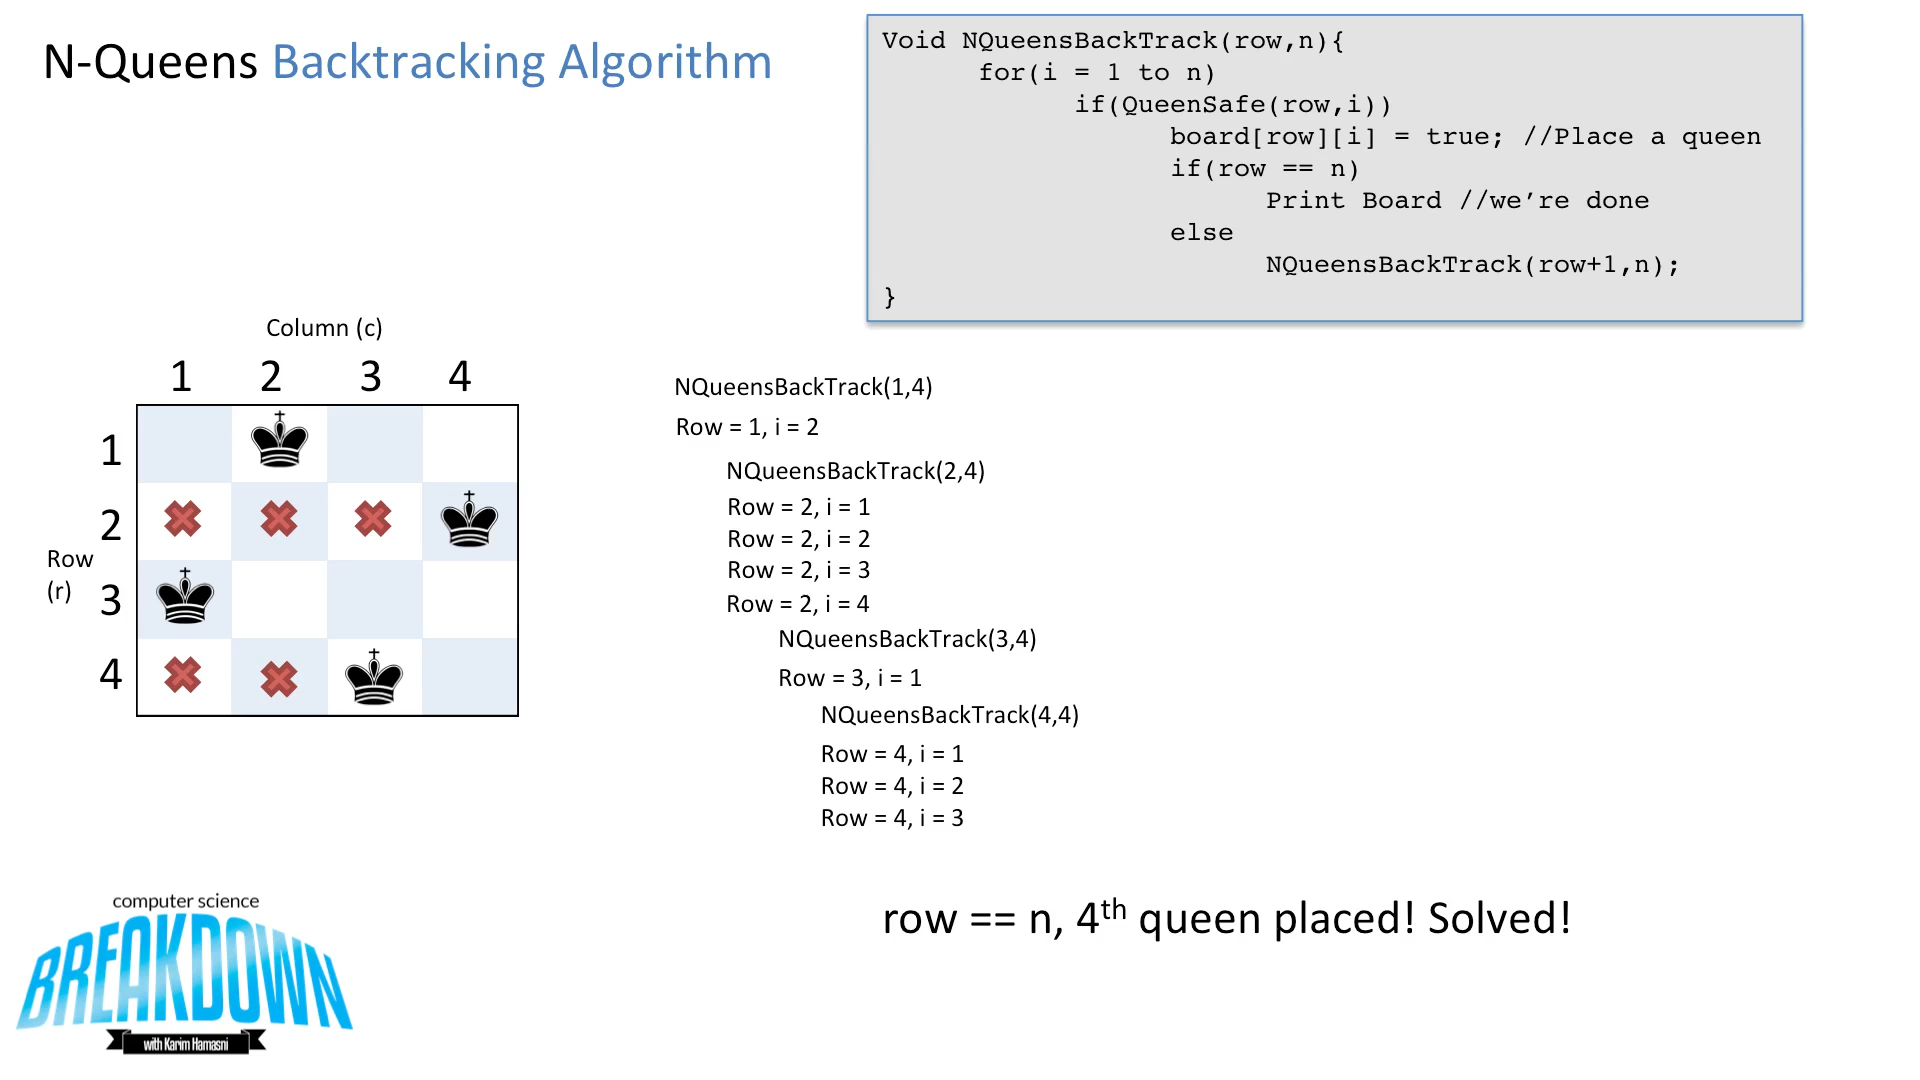 N-Queens Backtracking Algorithm
Void NQueensBackTrack(row,n){
for(i = 1 to n)
if(QueenSafe(row,i))
board[row][i] = true; //Place a queen
if(row == n)
Print Board //we’re done
else
NQueensBackTrack(row+1,n);
}
Column (c)
1 2 3 4
1
2
Row
(r)
3
4
NQueensBackTrack(1,4)
Row = 1, i = 2
NQueensBackTrack(2,4)
Row = 2, i = 1
Row = 2, i = 2
Row = 2, i = 3
Row = 2, i = 4
NQueensBackTrack(3,4)
Row = 3, i = 1
NQueensBackTrack(4,4)
Row = 4, i = 1
Row = 4, i = 2
Row = 4, i = 3
row == n, 4th queen placed! Solved!
computer science
BREAKDOWN
with Karim Hamasni